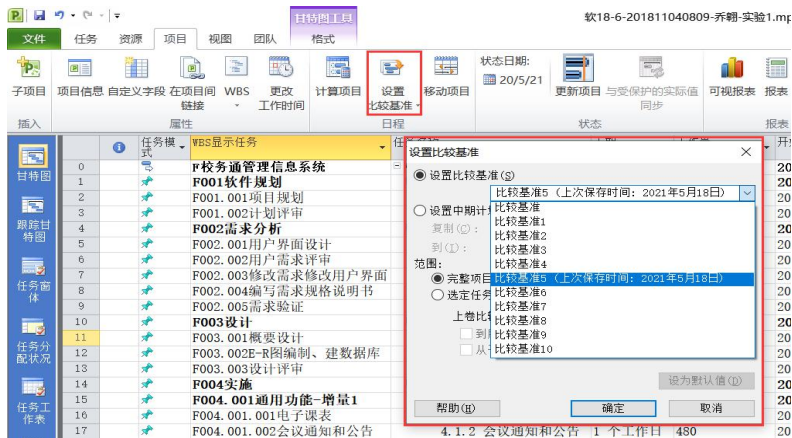 甘特图工具
软18-6-201811040809-乔翱-实验1.mp
文件 任务 资源 项目 视图 团队 格式
子项目 项目信息 自定义字段 在项目间链接 WBS 更改工作时间 计算项目 设置比较基准 移动项目
状态日期:
20/5/21
更新项目 与受保护的实际值同步 可视报表 报表
插入 属性 日程 状态 报表
任务模式 WBS显示任务
甘特图
跟踪甘特图
任务窗体
任务分配状况
任务工作表
0 F校务通管理信息系统
1 F001软件规划
2 F001.001项目规划
3 F001.002计划评审
4 F002需求分析
5 F002.001用户界面设计
6 F002.002用户需求评审
7 F002.003修改需求修改用户界面
8 F002.004编写需求规格说明书
9 F002.005需求验证
10 F003设计
11 F003.001概要设计
12 F003.002E-R图编制、建数据库
13 F003.003设计评审
14 F004实施
15 F004.001通用功能-增量1
16 F004.001.001电子课表
17 F004.001.002会议通知和公告 4.1.2 会议通知和公告 1 个工作日 480
设置比较基准
设置比较基准(S)
比较基准5 (上次保存时间: 2021年5月18日)
设置中期计
复制(C):
到(I):
范围:
完整项目
选定任务
上卷比
比较基准
比较基准1
比较基准2
比较基准3
比较基准4
比较基准5 (上次保存时间: 2021年5月18日)
比较基准6
比较基准7
比较基准8
比较基准9
比较基准10
设为默认值(D)
帮助(H) 确定 取消